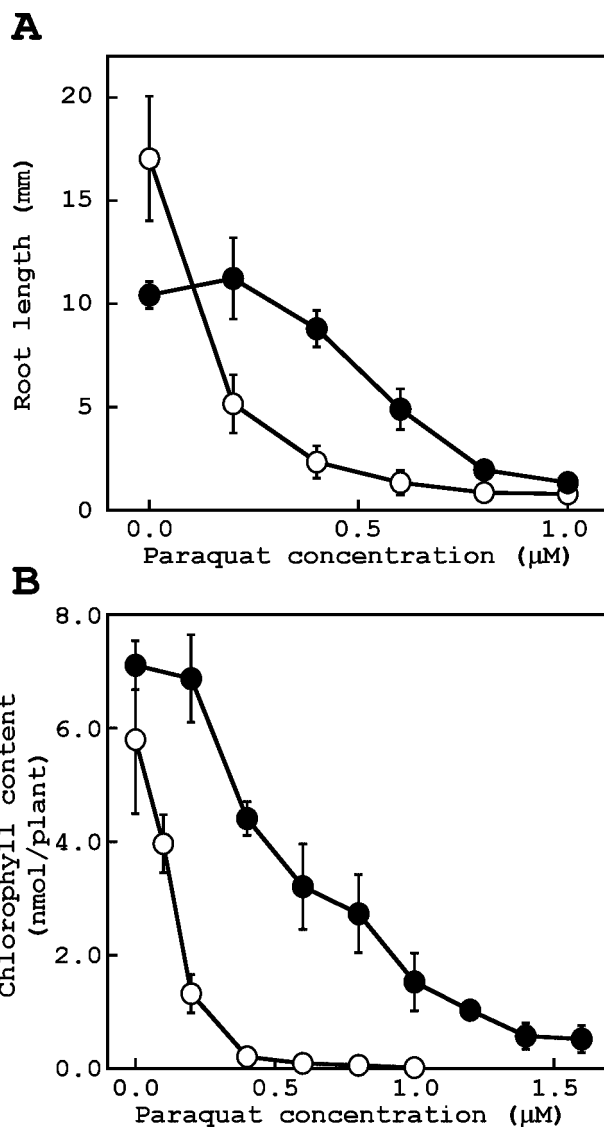 A
20
15
10
5
0
Root length (mm)
0.0 0.5 1.0
Paraquat concentration (µM)
B
8.0
6.0
4.0
2.0
0.0
Chlorophyll content
(nmol/plant)
0.0 0.5 1.0 1.5
Paraquat concentration (µM)